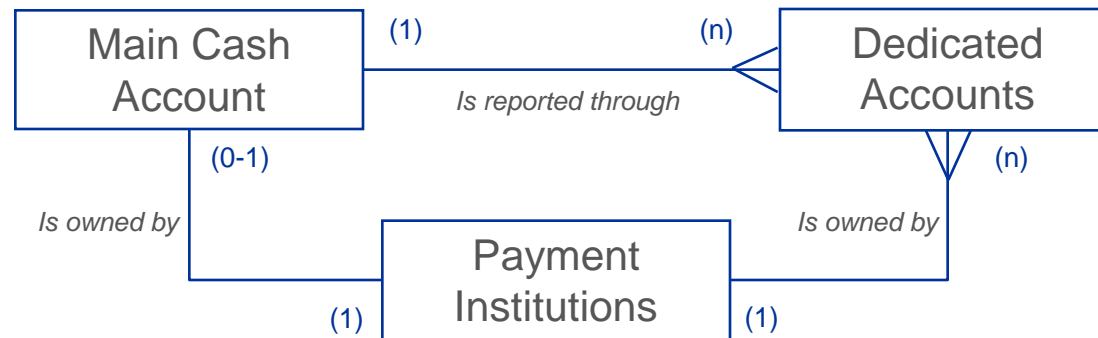 Main Cash
Account
(1)
(n)
Dedicated
Accounts
Is reported through
(0-1)
(n)
Is owned by
Is owned by
Payment
Institutions
(1)
(1)